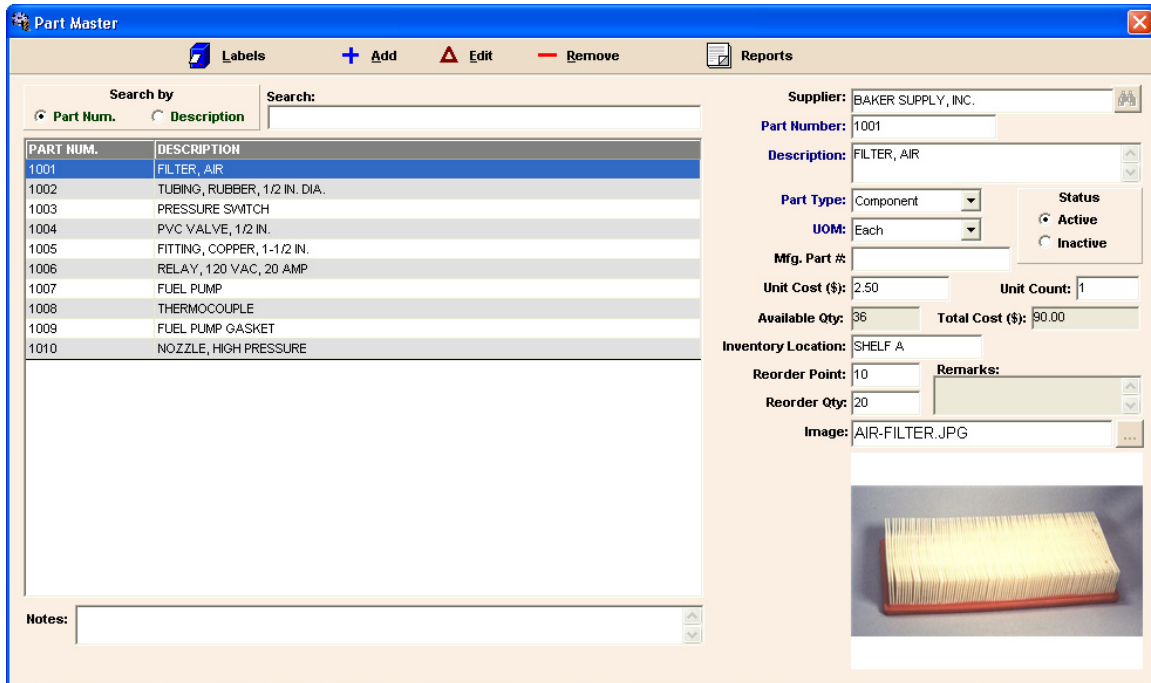 Part Master
Labels Add Edit Remove Reports
Search by
Part Num. Description
Search:
PART NUM. DESCRIPTION
1001 FILTER, AIR
1002 TUBING, RUBBER, 1/2 IN. DIA.
1003 PRESSURE SWITCH
1004 PVC VALVE, 1/2 IN.
1005 FITTING, COPPER, 1-1/2 IN.
1006 RELAY, 120 VAC, 20 AMP
1007 FUEL PUMP
1008 THERMOCOUPLE
1009 FUEL PUMP GASKET
1010 NOZZLE, HIGH PRESSURE
Notes:
Supplier: BAKER SUPPLY, INC.
Part Number: 1001
Description: FILTER, AIR
Part Type: Component
UOM: Each
Status
Active
Inactive
Mfg. Part #:
Unit Cost ($): 2.50 Unit Count: 1
Available Qty: 36 Total Cost ($): 90.00
Inventory Location: SHELF A
Reorder Point: 10 Remarks:
Reorder Qty: 20
Image: AIR-FILTER.JPG ...